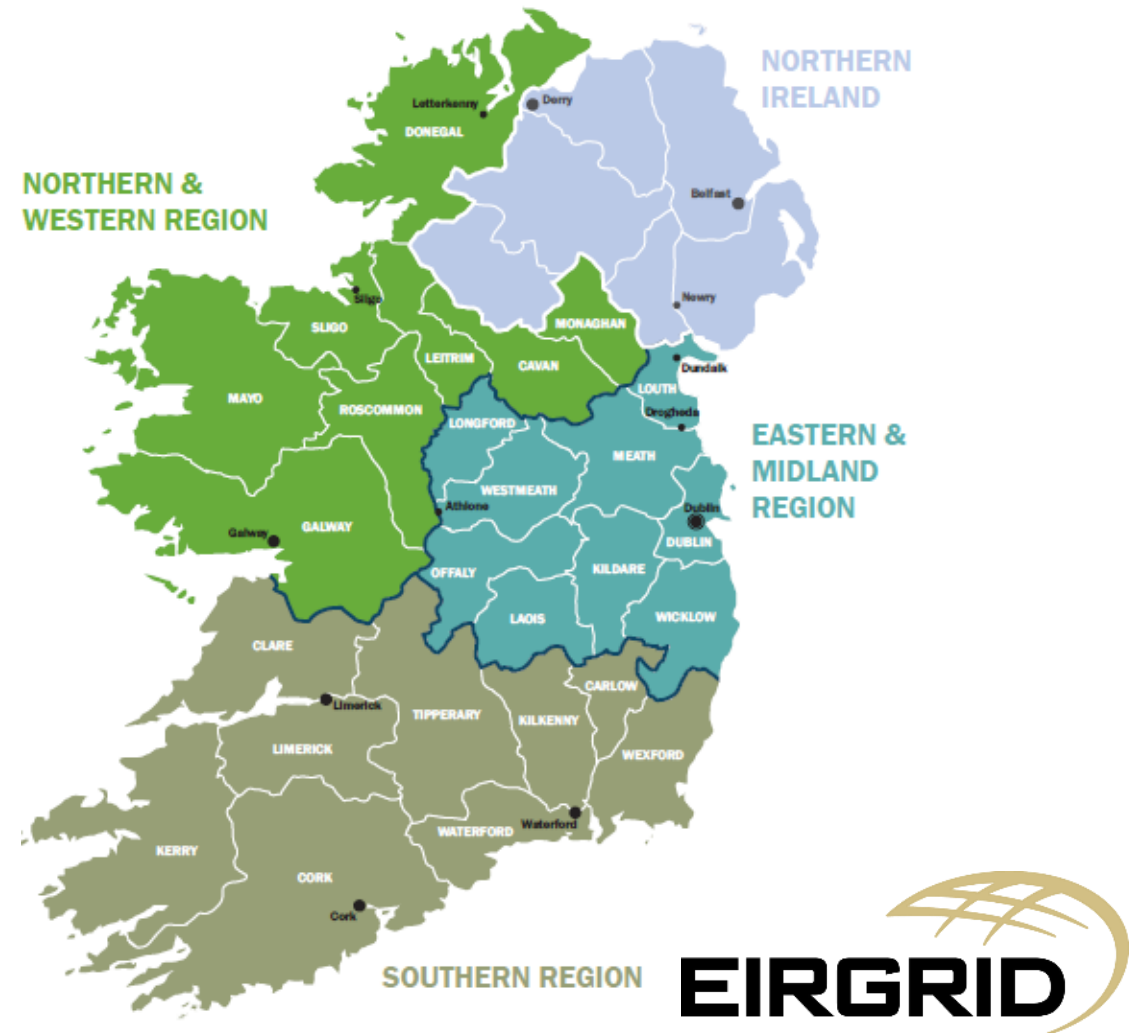 NORTHERN
IRELAND
Letterkenny
Derry
DONEGAL
NORTHERN &
WESTERN REGION
Belfast
Sligo
Newry
SLIGO
MONAGHAN
LEITRIM
CAVAN
Dundalk
MAYO
ROSCOMMON
LOUTH
Drogheda
LONGFORD
EASTERN &
MIDLAND
REGION
MEATH
WESTMEATH
Athlone
Dublin
GALWAY
Galway
DUBLIN
OFFALY
KILDARE
LAOIS
WICKLOW
CLARE
CARLOW
Limerick
TIPPERARY
KILKENNY
LIMERICK
WEXFORD
Waterford
WATERFORD
KERRY
CORK
Cork
SOUTHERN REGION
EIRGRID